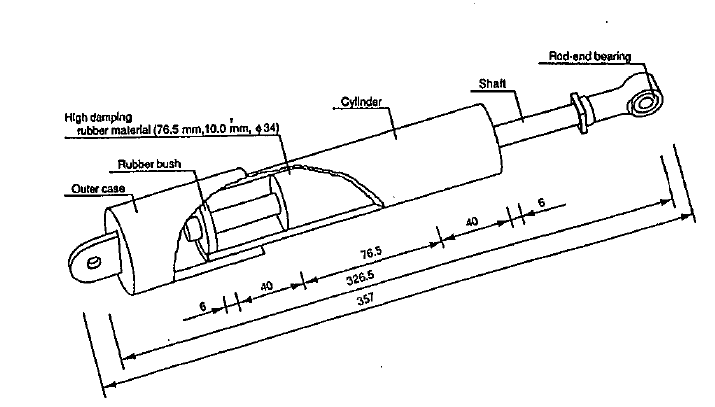 Rod-end bearing
Shaft
Cylinder
High damping
rubber material (76.5 mm,10.0 mm, ϕ34)
Rubber bush
Outer case
6
40
76.5
40
6
326.5
357